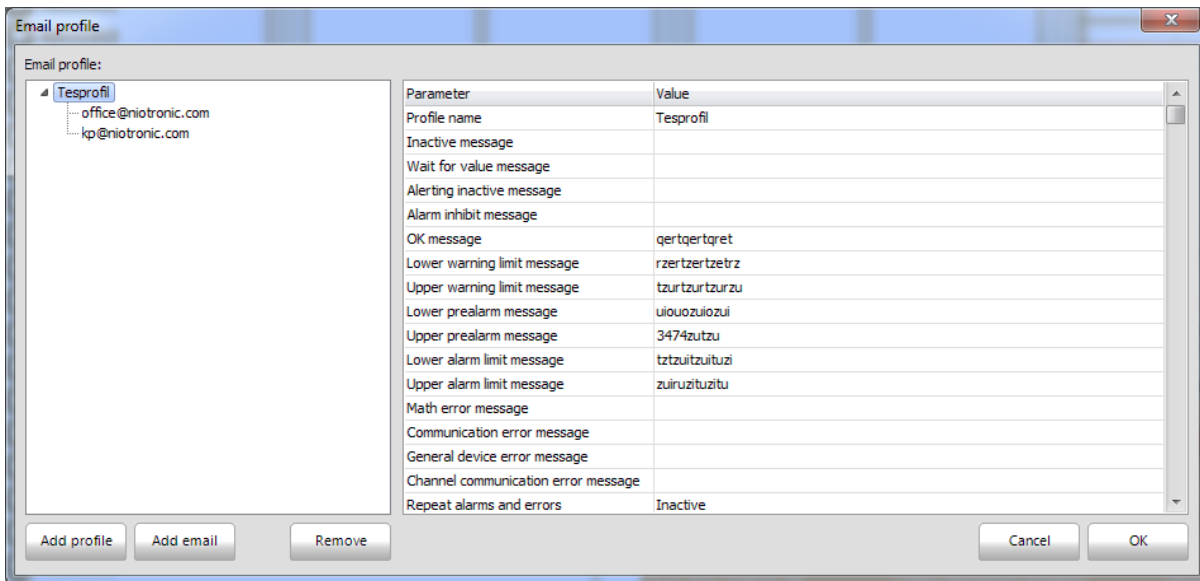 Email profile
Email profile:
Tesprofil
office@niotronic.com
kp@niotronic.com
Parameter Value
Profile name Tesprofil
Inactive message
Wait for value message
Alerting inactive message
Alarm inhibit message
OK message qertqertqret
Lower warning limit message rzertzertzetrz
Upper warning limit message tzurtzurtzurzu
Lower prealarm message uiouozuiozui
Upper prealarm message 3474zutzu
Lower alarm limit message tztzuitzuituzi
Upper alarm limit message zuiruzituzitu
Math error message
Communication error message
General device error message
Channel communication error message
Repeat alarms and errors Inactive
Add profile Add email Remove Cancel OK